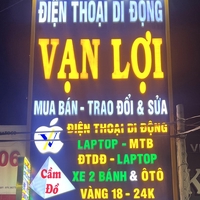 ĐIỆN THOẠI DI ĐỘNG
VẠN LỢI
MUA BÁN - TRAO ĐỔI & SỬA
ĐIỆN THOẠI DI ĐỘNG
LAPTOP - MTB
ĐTDĐ - LAPTOP
Cầm
Đồ
XE 2 BÁNH & ÔTÔ
VÀNG 18 - 24K
06